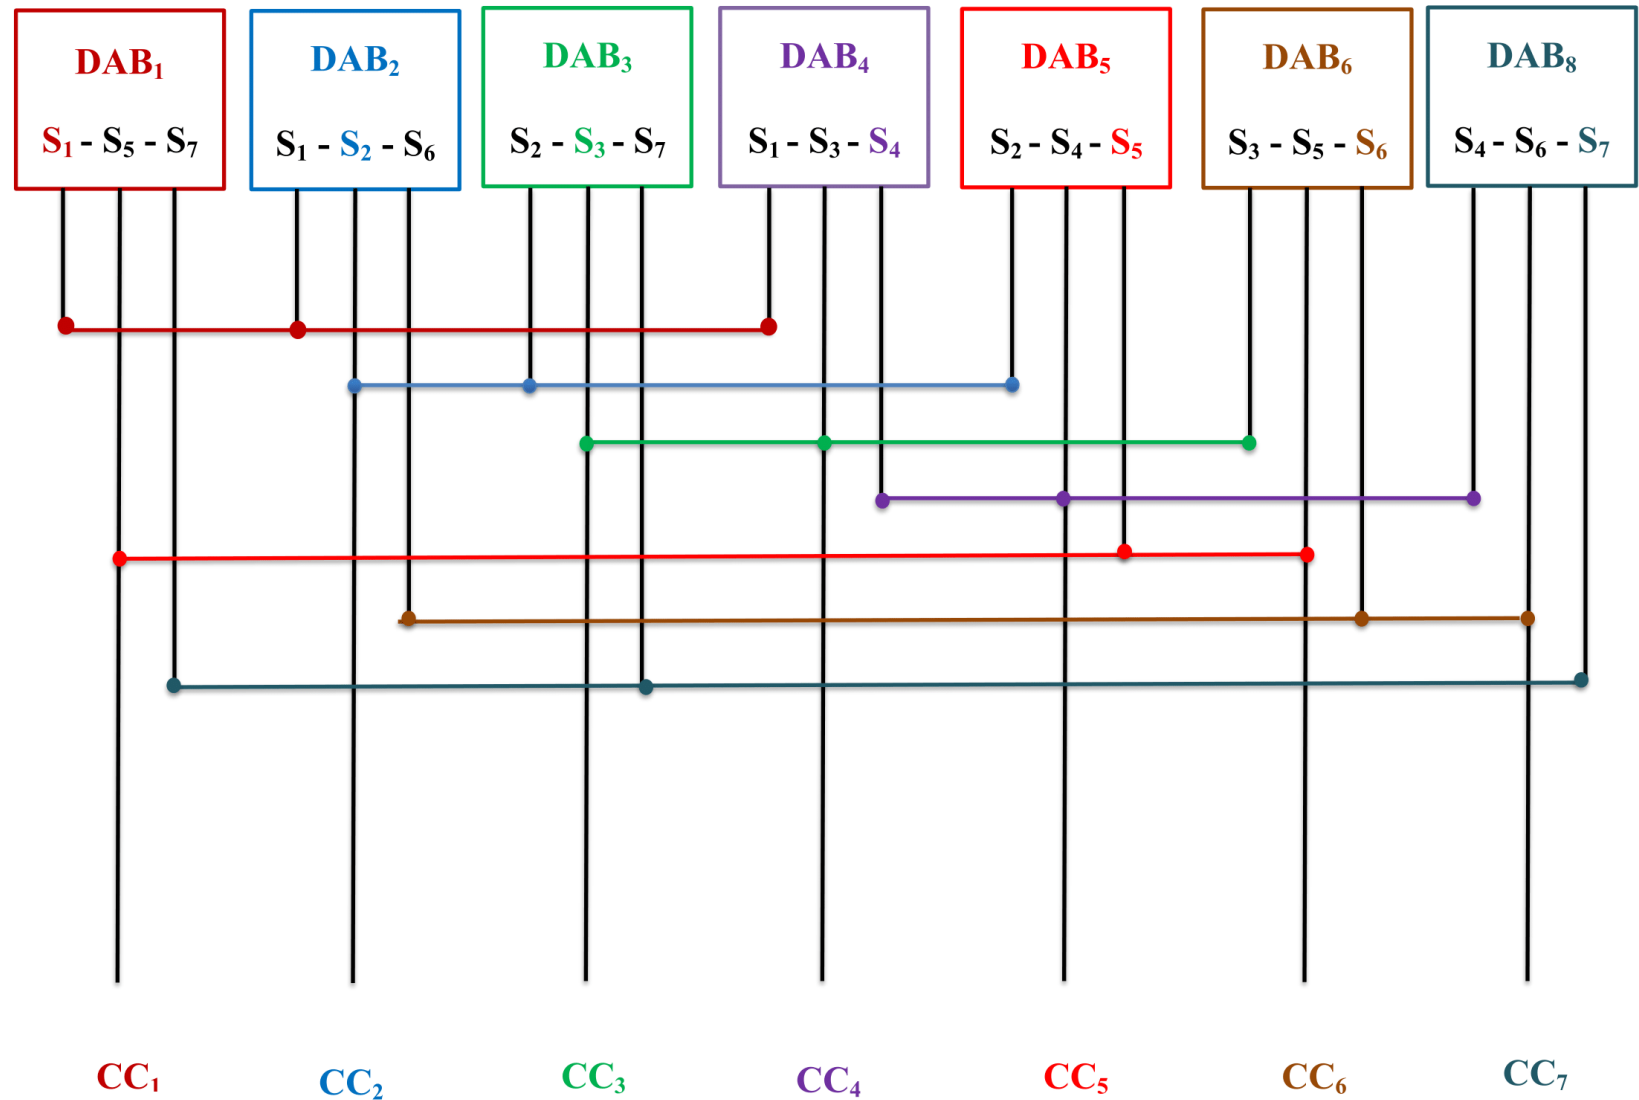 DAB₁ DAB₂ DAB₃ DAB₄ DAB₅ DAB₆ DAB₈
S₁ - S₅ - S₇ S₁ - S₂ - S₆ S₂ - S₃ - S₇ S₁ - S₃ - S₄ S₂ - S₄ - S₅ S₃ - S₅ - S₆ S₄ - S₆ - S₇
CC₁ CC₂ CC₃ CC₄ CC₅ CC₆ CC₇